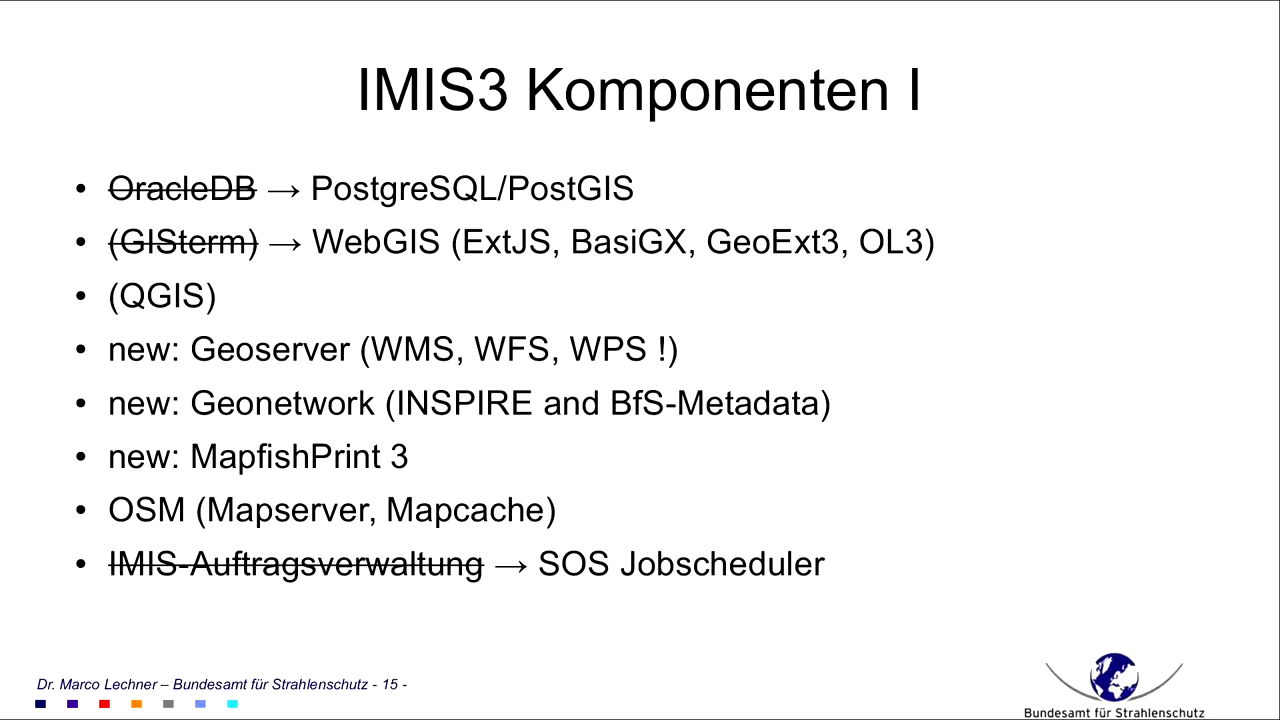 IMIS3 Komponenten I
• OracleDB → PostgreSQL/PostGIS
• (GISterm) → WebGIS (ExtJS, BasiGX, GeoExt3, OL3)
• (QGIS)
• new: Geoserver (WMS, WFS, WPS !)
• new: Geonetwork (INSPIRE and BfS-Metadata)
• new: MapfishPrint 3
• OSM (Mapserver, Mapcache)
• IMIS-Auftragsverwaltung → SOS Jobscheduler
Dr. Marco Lechner – Bundesamt für Strahlenschutz - 15 -
Bundesamt für Strahlenschutz